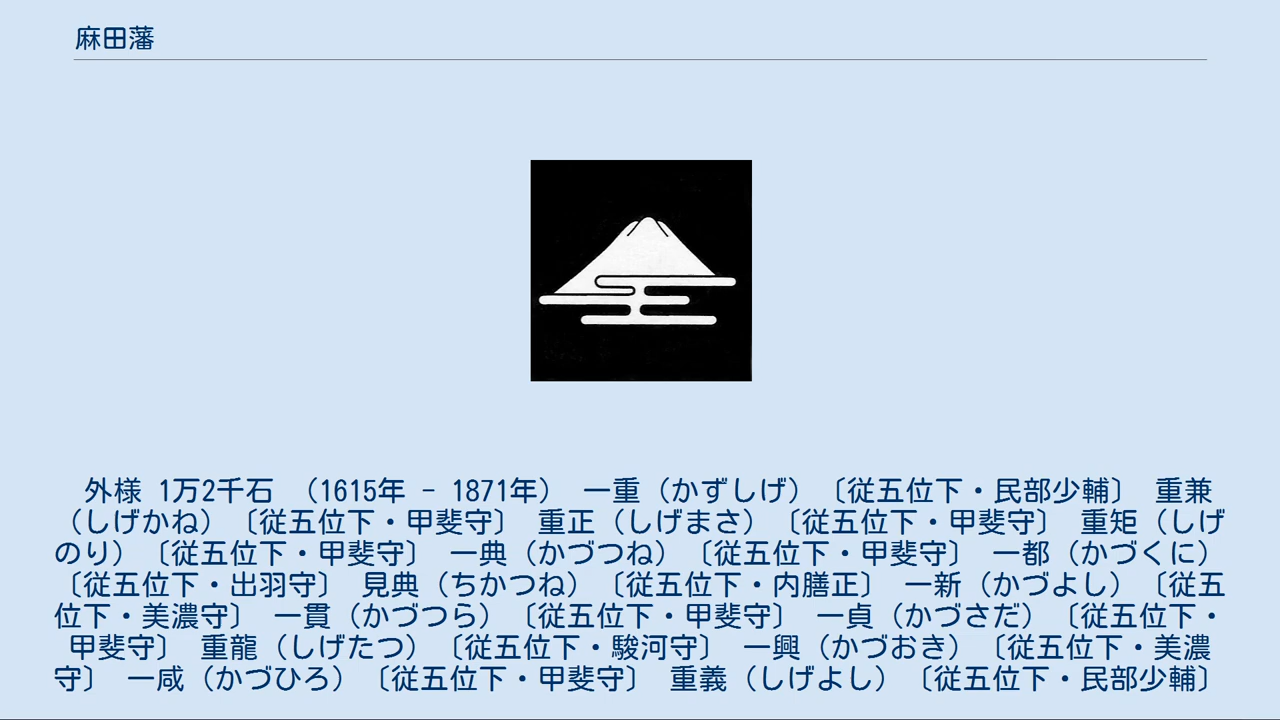 麻田藩
外様 1万2千石 （1615年 - 1871年） 一重（かずしげ）〔従五位下・民部少輔〕 重兼
（しげかね）〔従五位下・甲斐守〕 重正（しげまさ）〔従五位下・甲斐守〕 重矩（しげ
のり）〔従五位下・甲斐守〕 一典（かづつね）〔従五位下・甲斐守〕 一都（かづくに）
〔従五位下・出羽守〕 見典（ちかつね）〔従五位下・内膳正〕 一新（かづよし）〔従五
位下・美濃守〕 一貫（かづつら）〔従五位下・甲斐守〕 一貞（かづさだ）〔従五位下・
甲斐守〕 重龍（しげたつ）〔従五位下・駿河守〕 一興（かづおき）〔従五位下・美濃
守〕 一咸（かづひろ）〔従五位下・甲斐守〕 重義（しげよし）〔従五位下・民部少輔〕